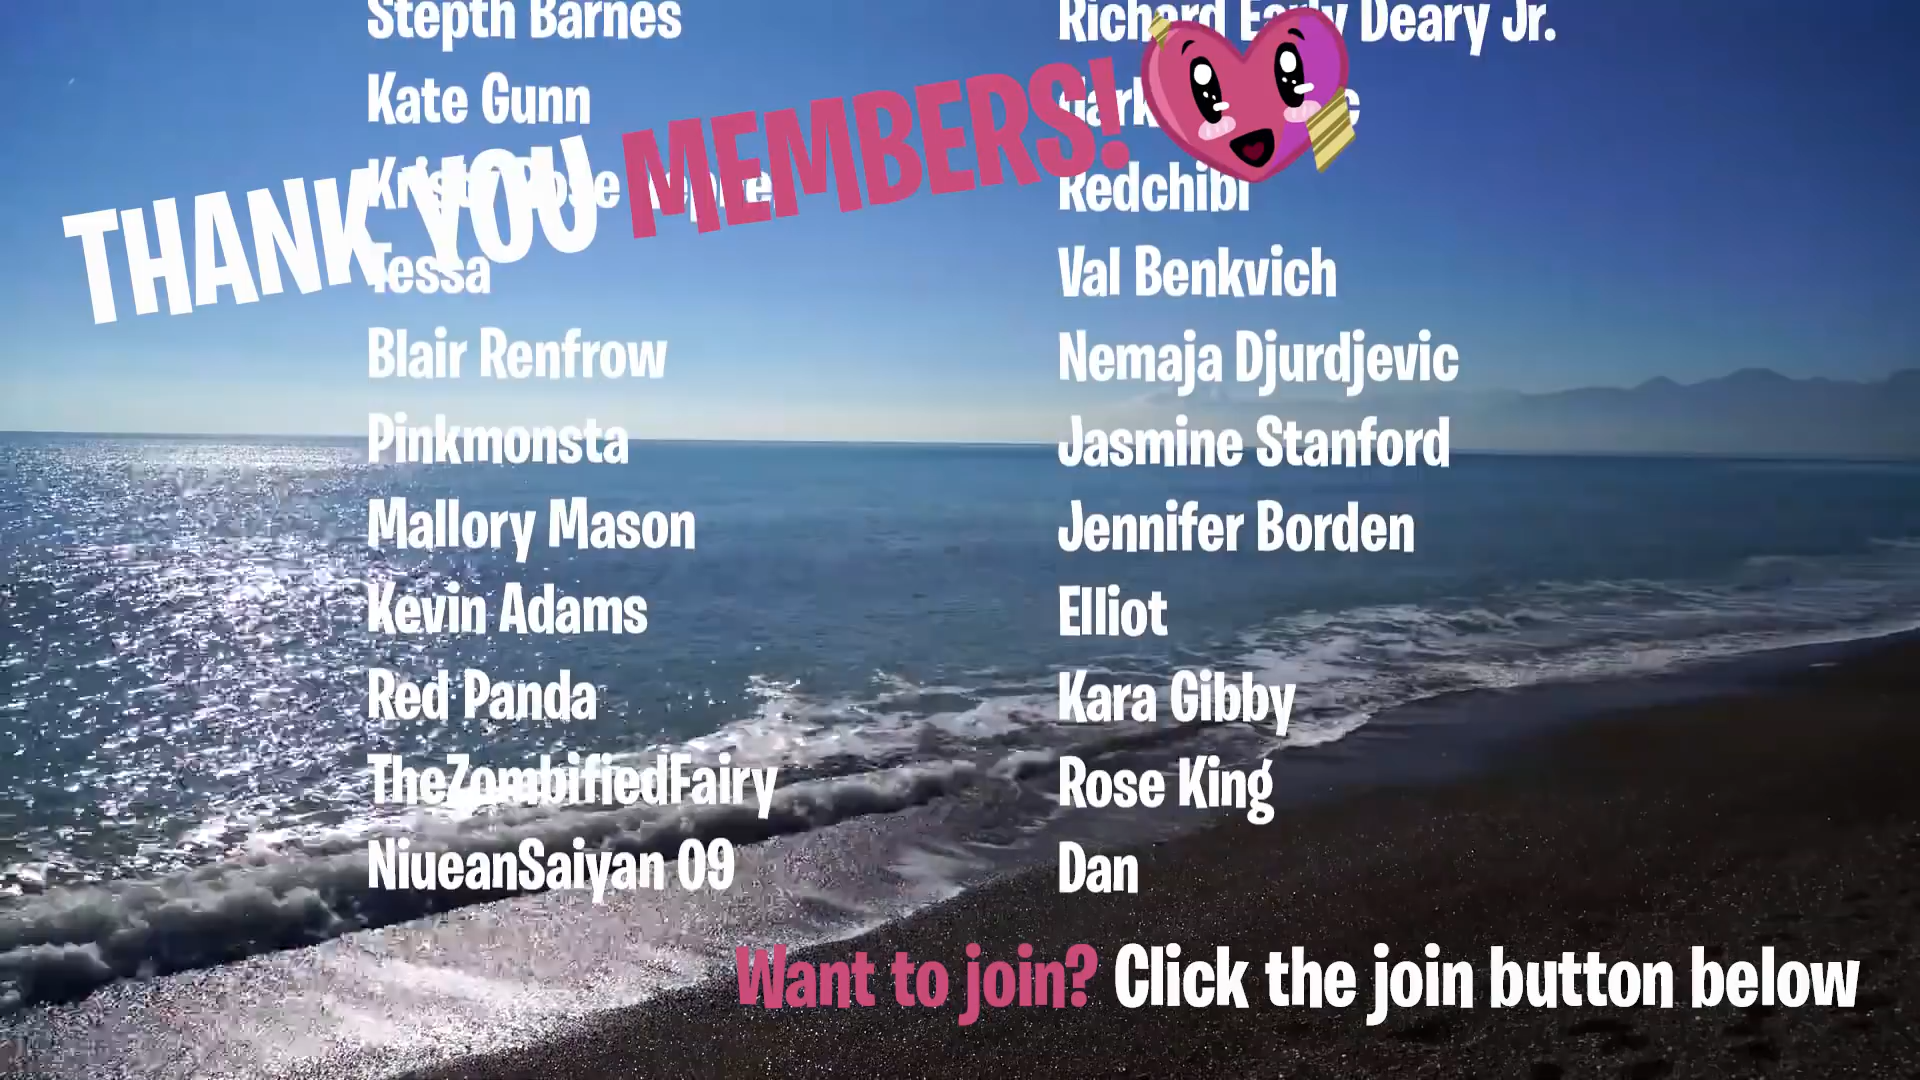 THANK YOU MEMBERS!
Stepth Barnes
Kate Gunn
Rose
Tessa
Blair Renfrow
Pinkmonsta
Mallory Mason
Kevin Adams
Red Panda
TheZombifiedFairy
NiueanSaiyan 09
Richard Early Deary Jr.
Redchibi
Val Benkvich
Nemaja Djurdjevic
Jasmine Stanford
Jennifer Borden
Elliot
Kara Gibby
Rose King
Dan
Want to join? Click the join button below